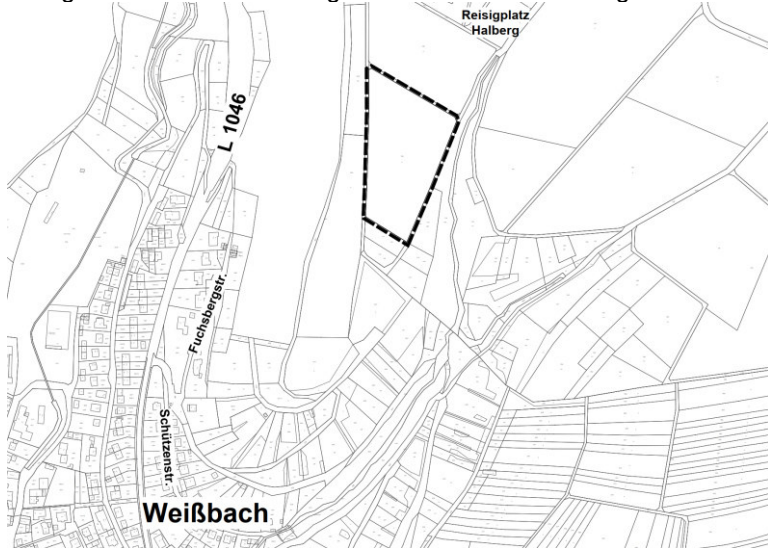 Reisigplatz
Halberg
L 1046
Fuchsbergstr.
Schützenstr.
Weißbach